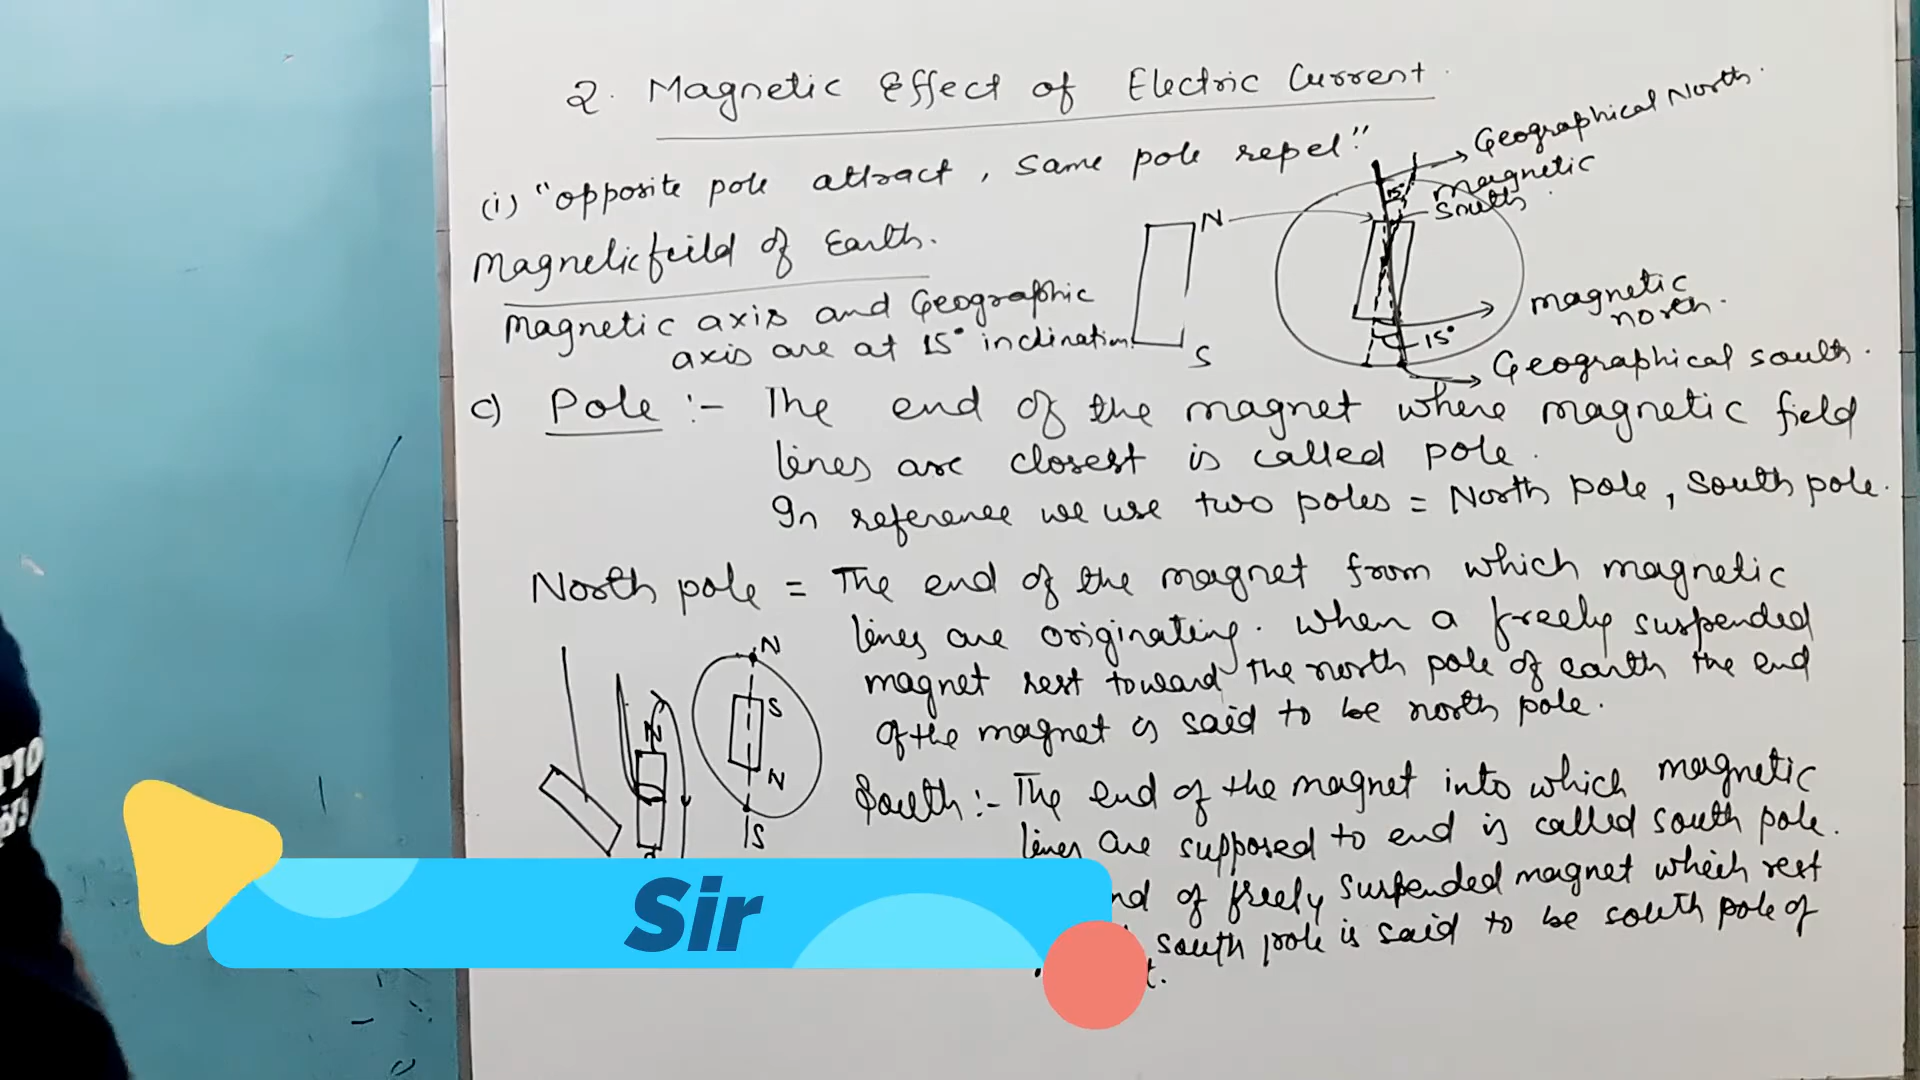 2. Magnetic Effect of Electric Current
(i) "opposite pole attract, same pole repel"
Magnetic feild of Earth.
Magnetic axis and Geographic
axis are at 15° inclination.
N
S
Geographical North
magnetic
South
15°
magnetic
north.
15°
Geographical south.
c) Pole :- The end of the magnet where magnetic field
lines are closest is called pole.
In reference we use two poles = North pole, South pole.
North pole = The end of the magnet from which magnetic
lines are originating. When a freely suspended
magnet rest toward the north pole of earth the end
of the magnet is said to be north pole.
N
S
N
S
N
South :- The end of the magnet into which magnetic
lines are supposed to end is called south pole.
nd of freely suspended magnet which rest
south pole is said to be south pole of
t.
Sir